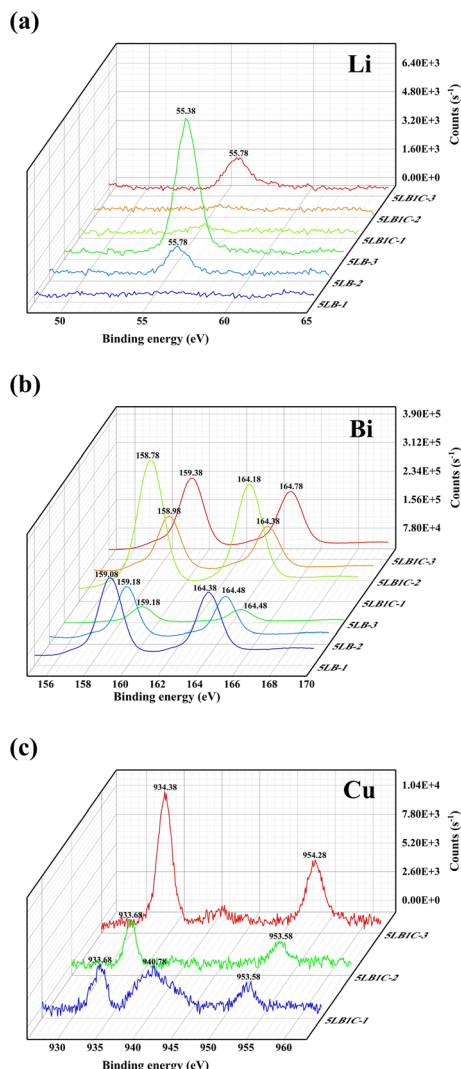 (a)
Li
6.40E+3
4.80E+3
3.20E+3
1.60E+3
0.00E+0
Counts (s-1)
55.38
55.78
55.78
5LB1C-3
5LB1C-2
5LB1C-1
5LB-3
5LB-2
5LB-1
50 55 60 65
Binding energy (eV)
(b)
Bi
3.90E+5
3.12E+5
2.34E+5
1.56E+5
7.80E+4
Counts (s-1)
158.78
159.38
164.18
164.78
158.98
164.38
159.08
159.18
159.18
164.38
164.48
164.48
5LB1C-3
5LB1C-2
5LB1C-1
5LB-3
5LB-2
5LB-1
156 158 160 162 164 166 168 170
Binding energy (eV)
(c)
Cu
1.04E+4
7.80E+3
5.20E+3
2.60E+3
0.00E+0
Counts (s-1)
934.38
954.28
933.68
953.58
933.68
940.78
953.58
5LB1C-3
5LB1C-2
5LB1C-1
930 935 940 945 950 955 960
Binding energy (eV)